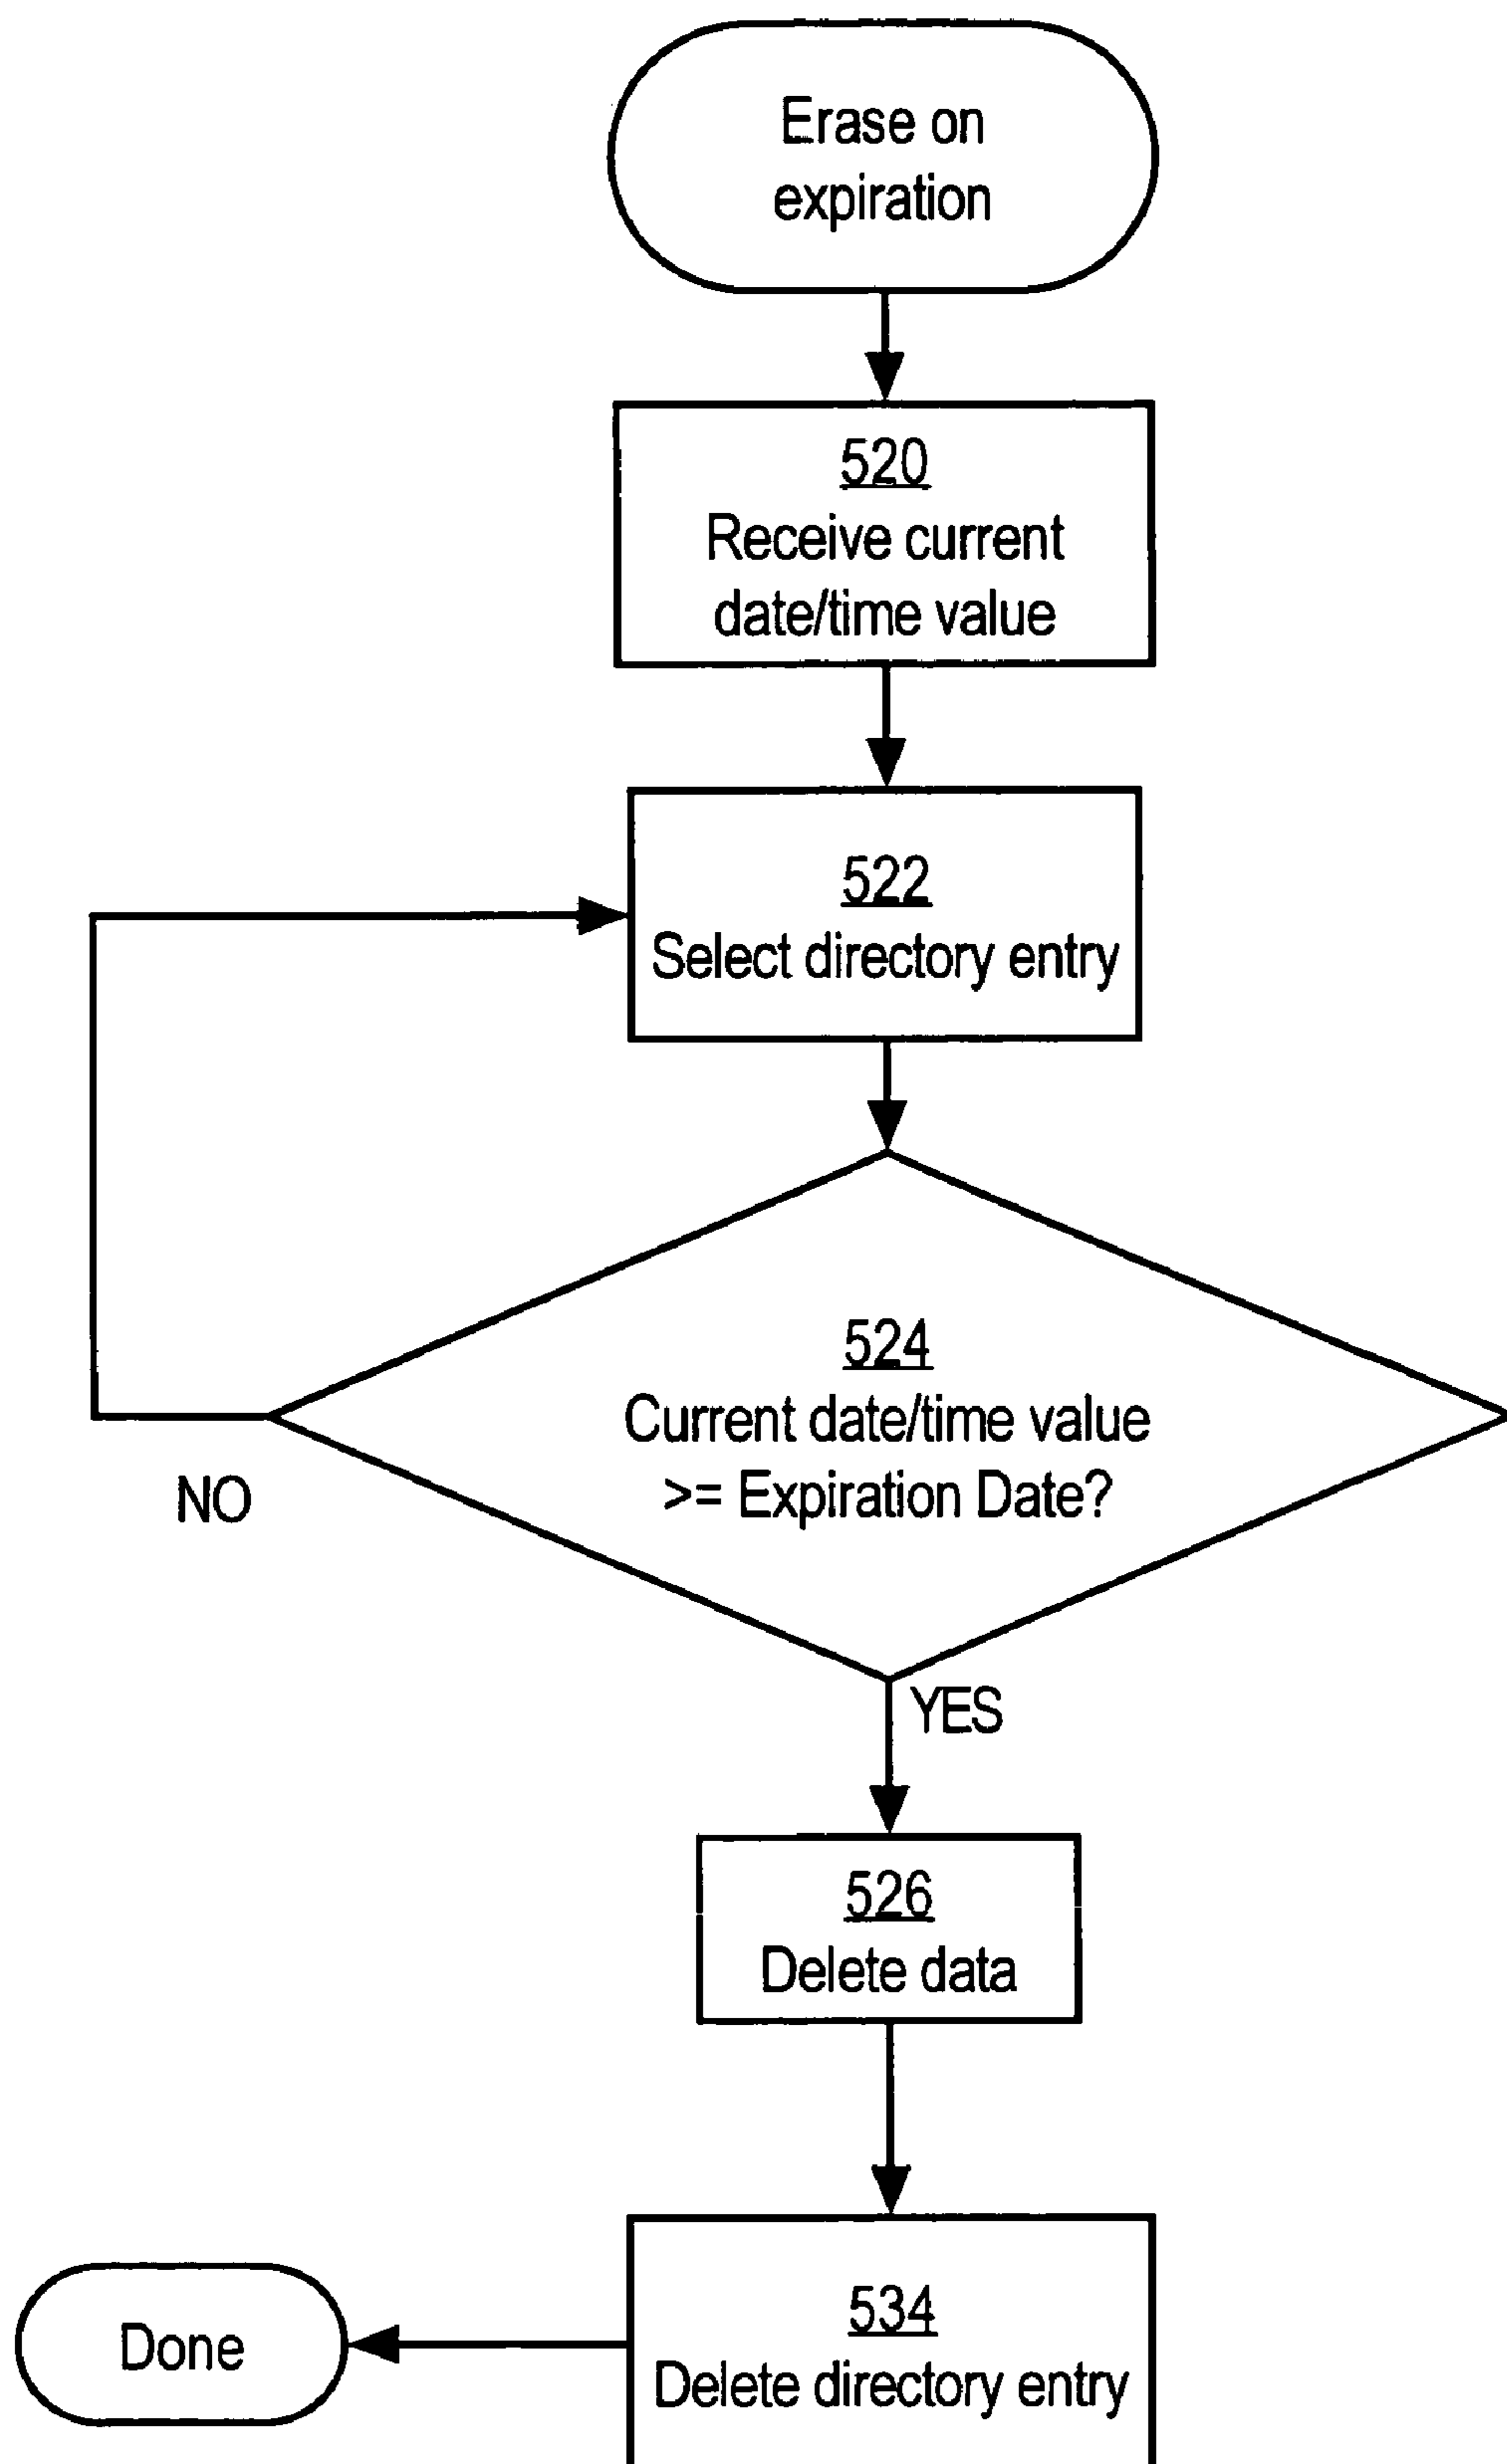 Erase on
expiration
520
Receive current
date/time value
522
Select directory entry
524
Current date/time value
>= Expiration Date?
NO
YES
526
Delete data
534
Delete directory entry
Done